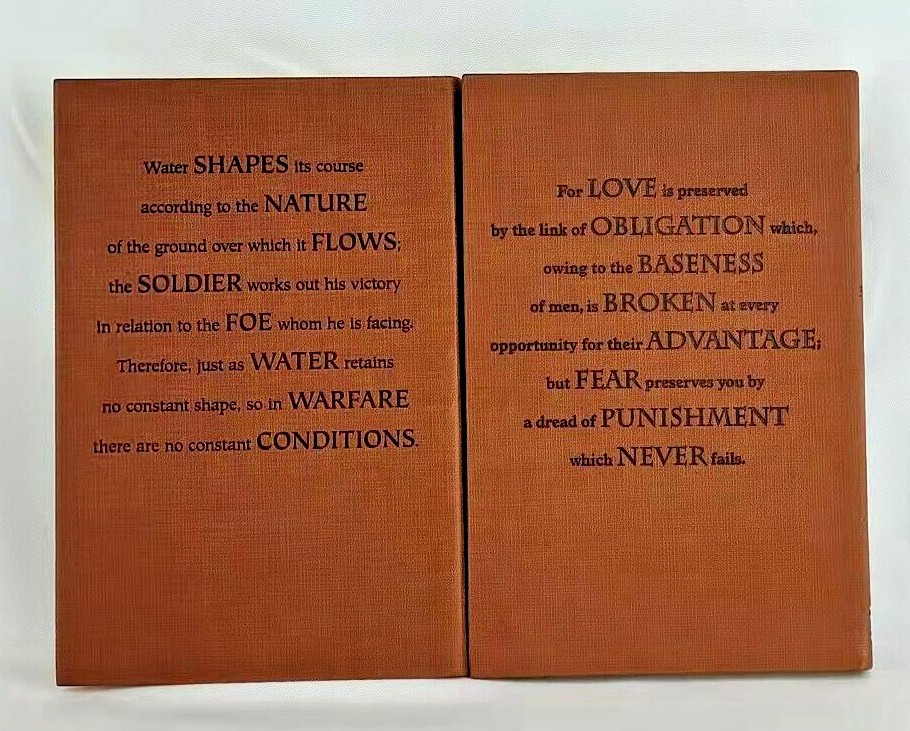 Water SHAPES its course
according to the NATURE
of the ground over which it FLOWS;
the SOLDIER works out his victory
in relation to the FOE whom he is facing.
Therefore, just as WATER retains
no constant shape, so in WARFARE
there are no constant CONDITIONS.
For LOVE is preserved
by the link of OBLIGATION which,
owing to the BASENESS
of men, is BROKEN at every
opportunity for their ADVANTAGE;
but FEAR preserves you by
a dread of PUNISHMENT
which NEVER fails.